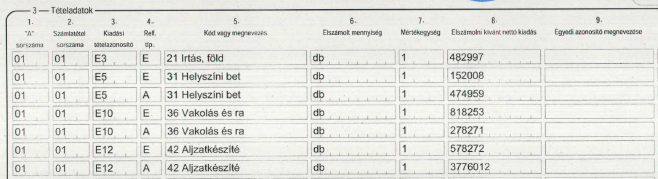 3 — Tételadatok
1. 2. 3. 4. 5. 6. 7. 8. 9.
"A" sorszáma Számlatétel sorszáma Kiadási tételazonosító Refl. tip. Kód vagy megnevezés Elszámolt mennyiség Mértékegység Elszámolni kívánt nettó kiadás Egyedi azonosító megnevezése
01 01 E3 E 21 Irtás, föld db 1 482997
01 01 E5 E 31 Helyszíni bet db 1 152008
01 01 E5 A 31 Helyszíni bet db 1 474959
01 01 E10 E 36 Vakolás és ra db 1 818253
01 01 E10 A 36 Vakolás és ra db 1 278271
01 01 E12 E 42 Aljzatkészíté db 1 578272
01 01 E12 A 42 Aljzatkészíté db 1 3776012